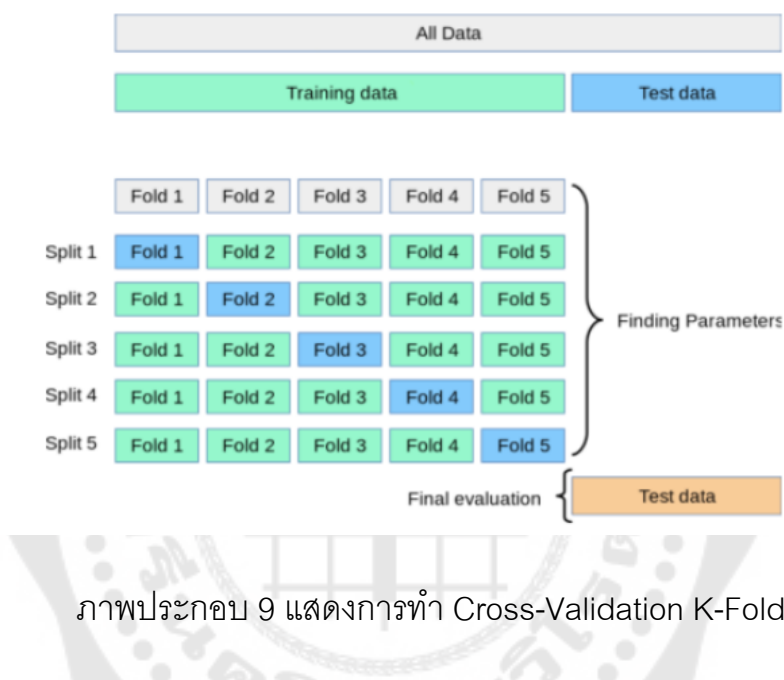 All Data
Training data Test data
Fold 1 Fold 2 Fold 3 Fold 4 Fold 5
Split 1 Fold 1 Fold 2 Fold 3 Fold 4 Fold 5
Split 2 Fold 1 Fold 2 Fold 3 Fold 4 Fold 5
Finding Parameters
Split 3 Fold 1 Fold 2 Fold 3 Fold 4 Fold 5
Split 4 Fold 1 Fold 2 Fold 3 Fold 4 Fold 5
Split 5 Fold 1 Fold 2 Fold 3 Fold 4 Fold 5
Final evaluation Test data
ภาพประกอบ 9 แสดงการทำ Cross-Validation K-Fold